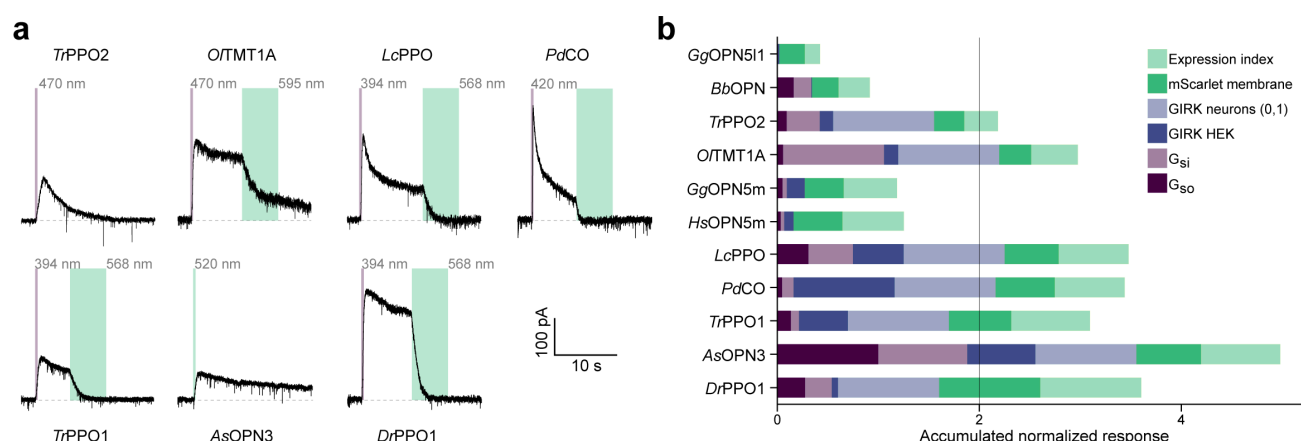 a
TrPPO2
OlTMT1A
LcPPO
PdCO
470 nm
470 nm
595 nm
394 nm
568 nm
420 nm
394 nm
568 nm
520 nm
394 nm
568 nm
100 pA
10 s
TrPPO1
AsOPN3
DrPPO1
b
GgOPN5l1
BbOPN
TrPPO2
OlTMT1A
GgOPN5m
HsOPN5m
LcPPO
PdCO
TrPPO1
AsOPN3
DrPPO1
Expression index
mScarlet membrane
GIRK neurons (0,1)
GIRK HEK
Gsi
Gso
0
2
4
Accumulated normalized response